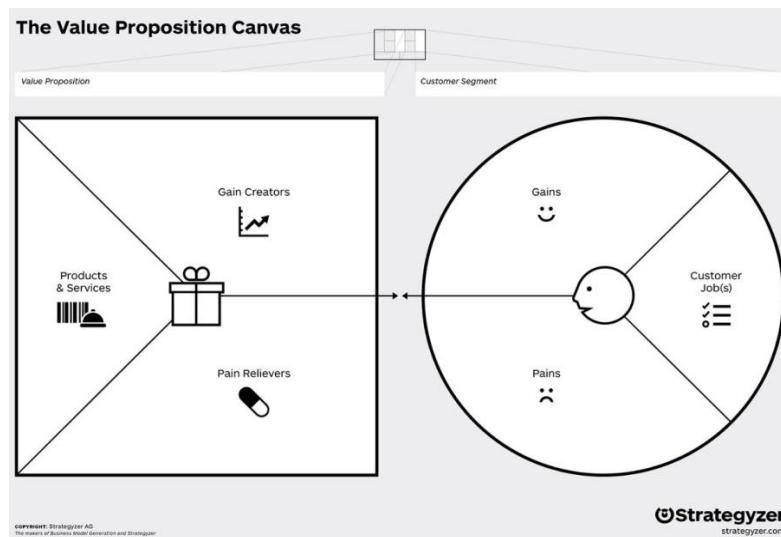 The Value Proposition Canvas
Value Proposition
Customer Segment
Gain Creators
Products
& Services
Pain Relievers
Gains
Customer
Job(s)
Pains
COPYRIGHT: Strategyzer AG
The makers of Business Model Generation and Strategyzer
Strategyzer
strategyzer.com